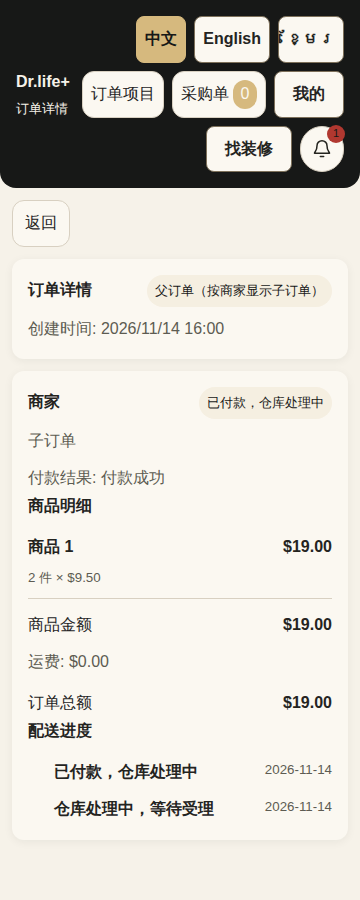 中文 English ខ្មែរ
Dr.life+
订单详情
订单项目 采购单 0 我的
找装修 1
返回
订单详情 父订单（按商家显示子订单）
创建时间: 2026/11/14 16:00
商家 已付款，仓库处理中
子订单
付款结果: 付款成功
商品明细
商品 1 $19.00
2 件 × $9.50
商品金额 $19.00
运费: $0.00
订单总额 $19.00
配送进度
已付款，仓库处理中 2026-11-14
仓库处理中，等待受理 2026-11-14